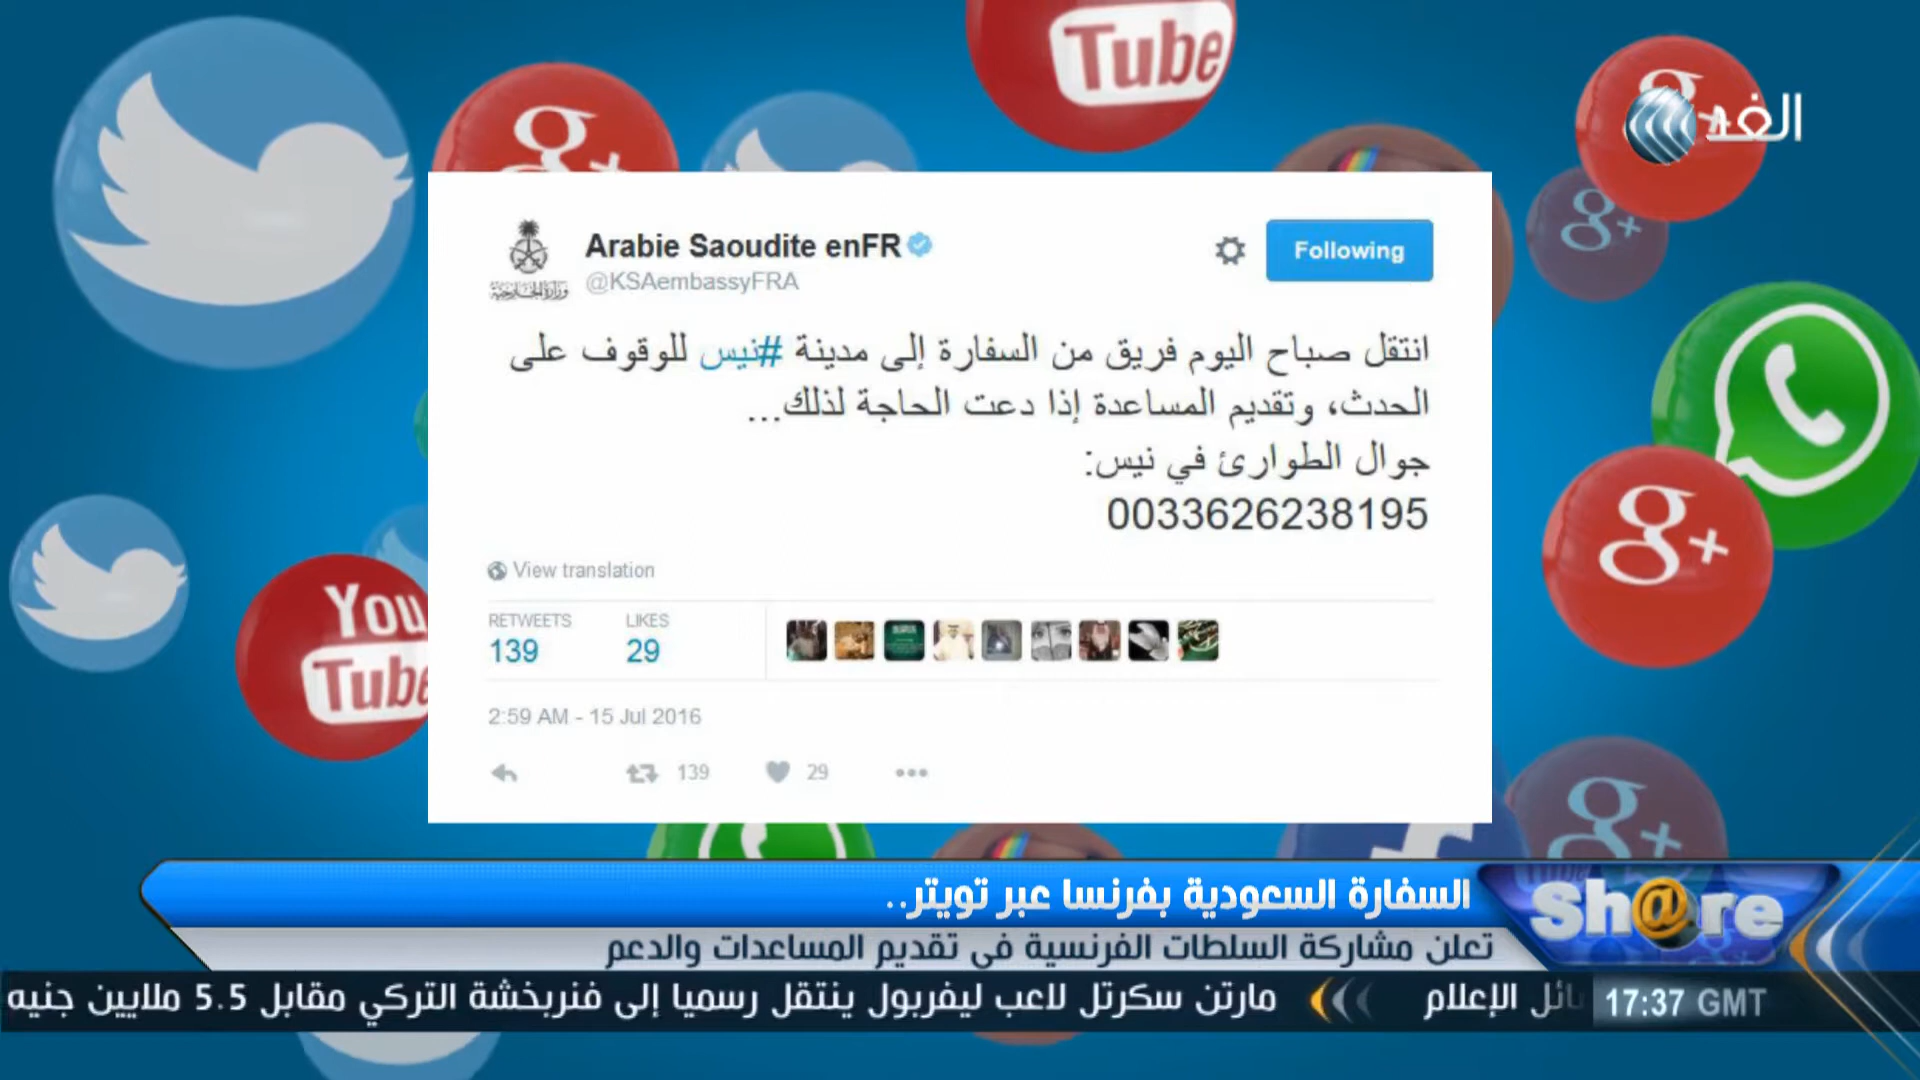 Tube
g+
g+
الغد
g+
Arabie Saoudite enFR
Following
@KSAembassyFRA
وزارة الخارجية
انتقل صباح اليوم فريق من السفارة إلى مدينة #نيس للوقوف على
الحدث، وتقديم المساعدة إذا دعت الحاجة لذلك...
جوال الطوارئ في نيس:
0033626238195
g+
You
Tube
View translation
RETWEETS LIKES
139 29
2:59 AM - 15 Jul 2016
139 29
g+
السفارة السعودية بفرنسا عبر تويتر..
Sh@re
تعلن مشاركة السلطات الفرنسية في تقديم المساعدات والدعم
ائل الإعلام
مارتن سكرتل لاعب ليفربول ينتقل رسميا إلى فنربخشة التركي مقابل 5.5 ملايين جنيه
17:37 GMT